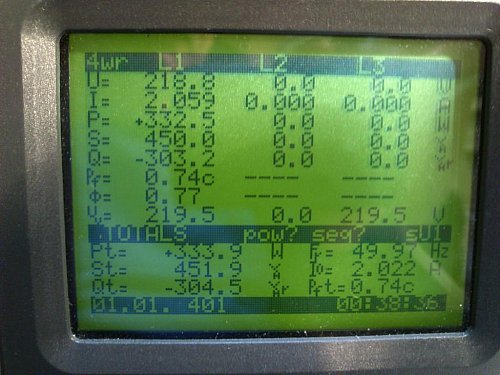 4wr L1 L2 L3
U= 218.8 0.0 0.0 V
I= 2.059 0.000 0.000 A
P= +332.5 0.0 0.0 W
S= 450.0 0.0 0.0 VA
Q= -303.2 0.0 0.0 VAr
Pf= 0.74c ---- ----
Φ= 0.77 ---- ----
U= 219.5 0.0 219.5 V
TOTALS pow? seq? sUI
Pt= +333.9 W Fr= 49.97 Hz
St= 451.9 VA I0= 2.022 A
Qt= -304.5 VAr Pft=0.74c
01.01. 401 00:38:36